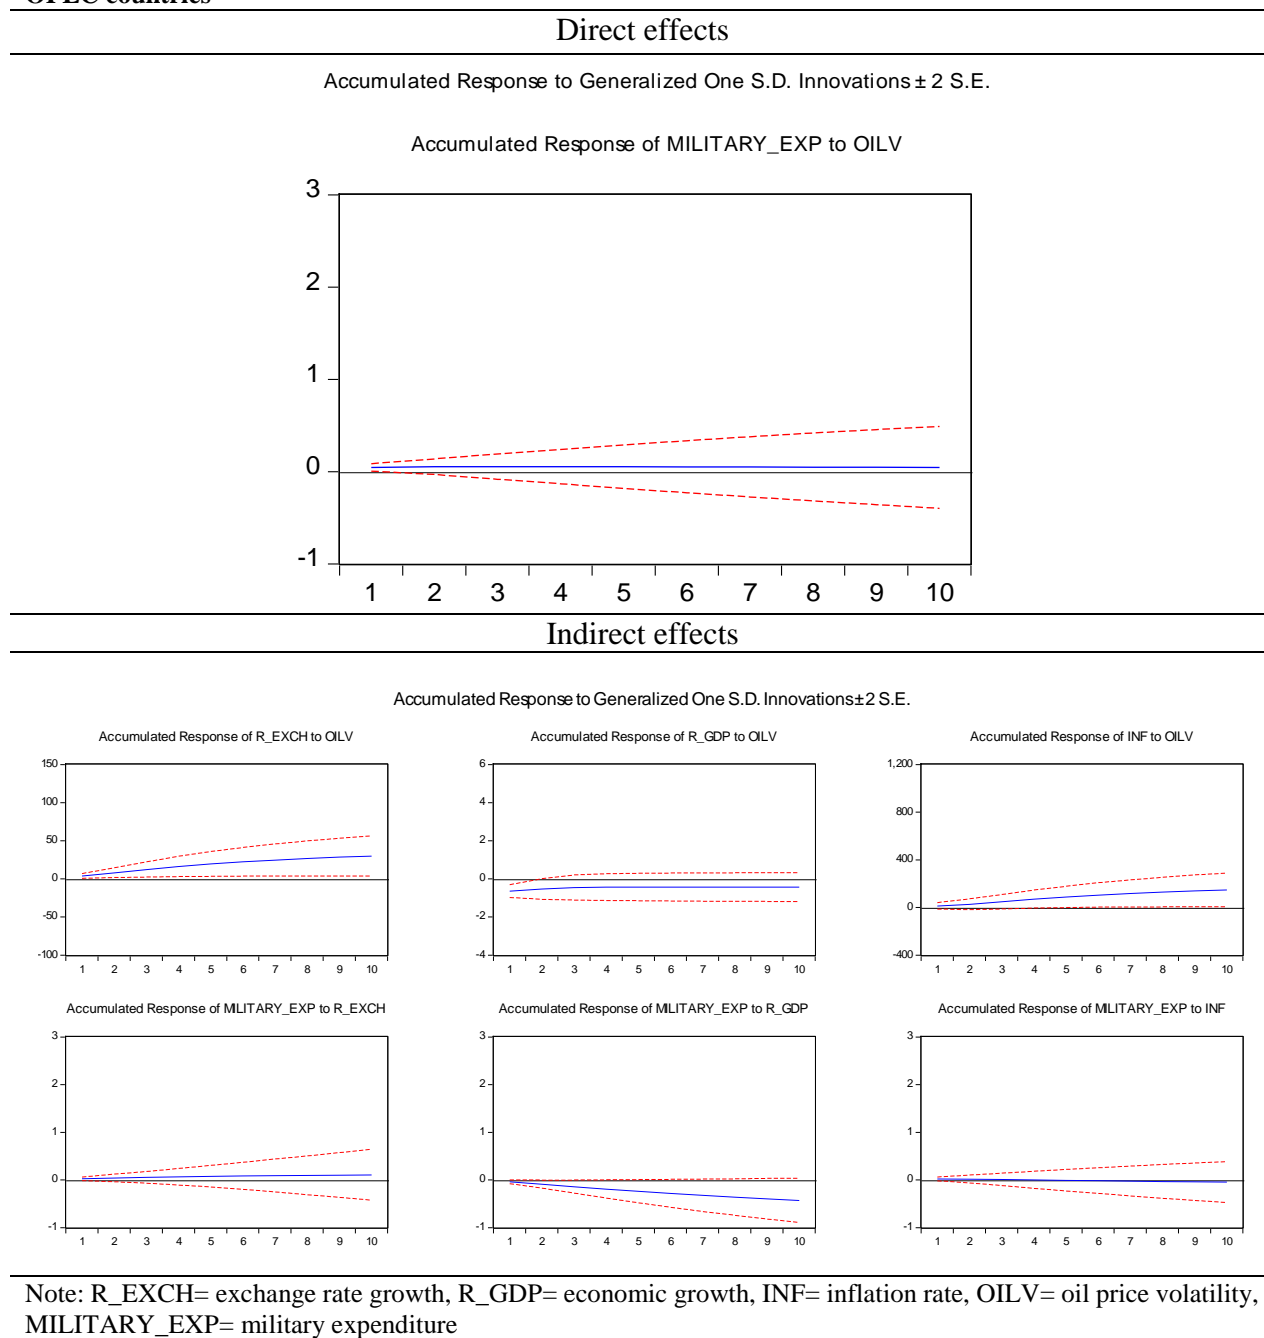 OPEC countries
Direct effects
Accumulated Response to Generalized One S.D. Innovations ± 2 S.E.
Accumulated Response of MILITARY_EXP to OILV
3
2
1
0
-1
1 2 3 4 5 6 7 8 9 10
Indirect effects
Accumulated Response to Generalized One S.D. Innovations ± 2 S.E.
Accumulated Response of R_EXCH to OILV
150
100
50
0
-50
-100
1 2 3 4 5 6 7 8 9 10
Accumulated Response of R_GDP to OILV
6
4
2
0
-2
-4
1 2 3 4 5 6 7 8 9 10
Accumulated Response of INF to OILV
1,200
800
400
0
-400
1 2 3 4 5 6 7 8 9 10
Accumulated Response of MILITARY_EXP to R_EXCH
3
2
1
0
-1
1 2 3 4 5 6 7 8 9 10
Accumulated Response of MILITARY_EXP to R_GDP
3
2
1
0
-1
1 2 3 4 5 6 7 8 9 10
Accumulated Response of MILITARY_EXP to INF
3
2
1
0
-1
1 2 3 4 5 6 7 8 9 10
Note: R_EXCH= exchange rate growth, R_GDP= economic growth, INF= inflation rate, OILV= oil price volatility,
MILITARY_EXP= military expenditure